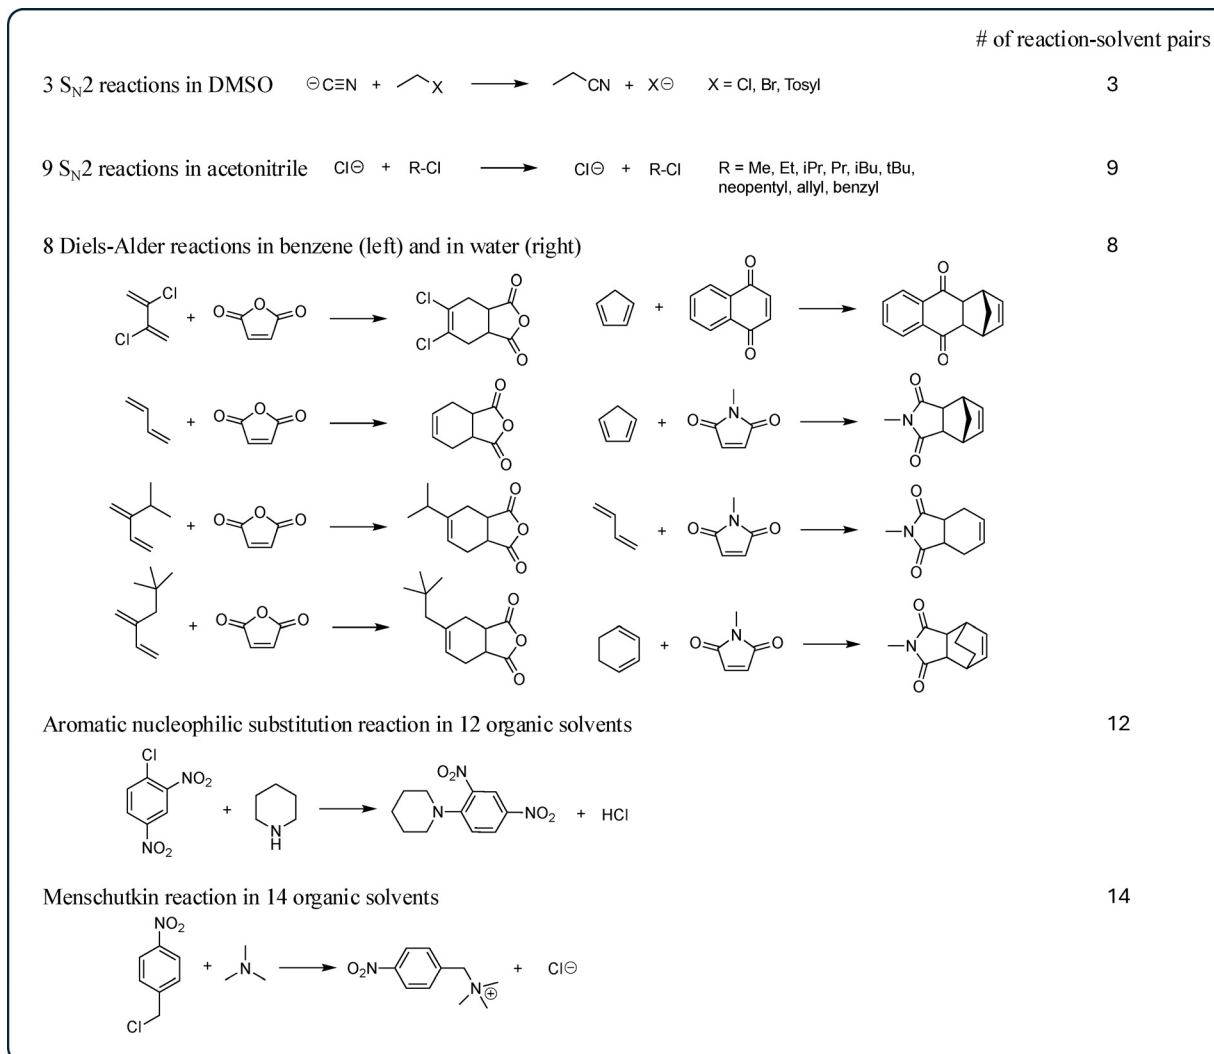 # of reaction-solvent pairs
3 SN2 reactions in DMSO ⊖C≡N + X CN + X⊖ X = Cl, Br, Tosyl 3
9 SN2 reactions in acetonitrile Cl⊖ + R-Cl Cl⊖ + R-Cl R = Me, Et, iPr, Pr, iBu, tBu, 9
neopentyl, allyl, benzyl
8 Diels-Alder reactions in benzene (left) and in water (right) 8
Cl Cl + O O O Cl Cl O O O + O O O O
+ O O O O O O + O N O O N O
+ O O O O O O + O N O O N O
+ O O O O O O + O N O O N O
Aromatic nucleophilic substitution reaction in 12 organic solvents 12
Cl NO2 NO2 + N H N O2N NO2 + HCl
Menschutkin reaction in 14 organic solvents 14
NO2 Cl + N O2N N⊕ + Cl⊖